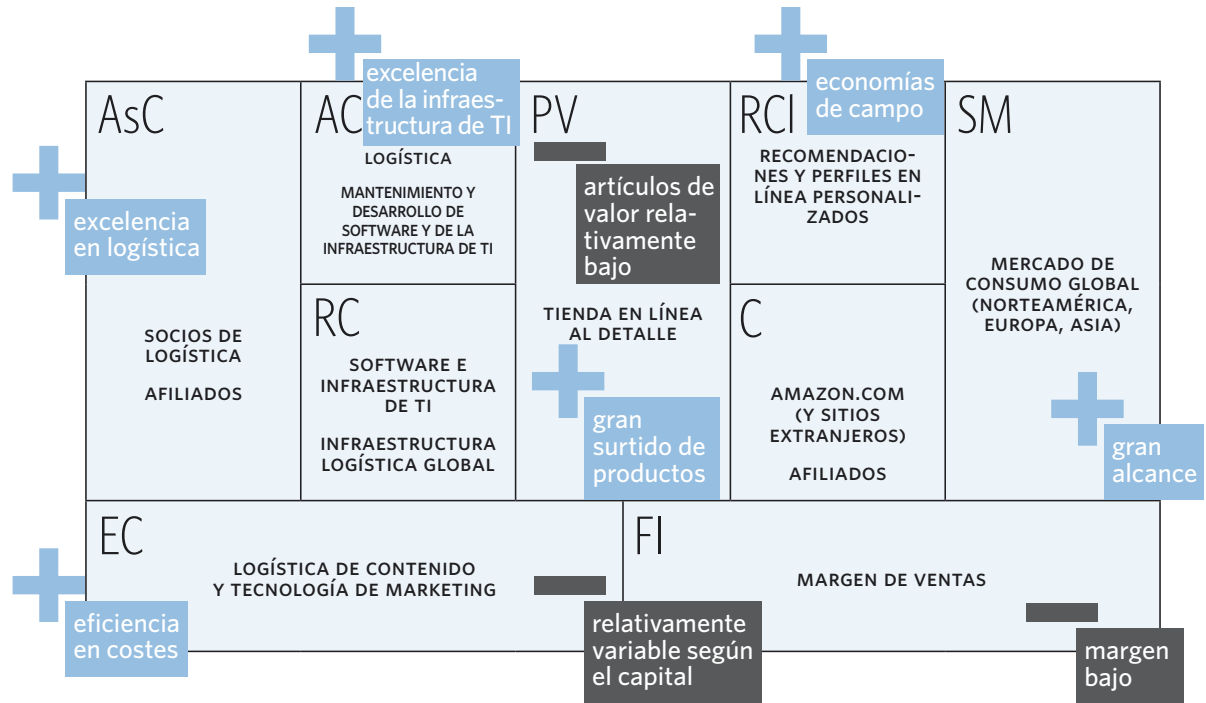 AsC
excelencia
en logística
SOCIOS DE
LOGÍSTICA
AFILIADOS
AC
excelencia
de la infraes-
tructura de TI
LOGÍSTICA
MANTENIMIENTO Y
DESARROLLO DE
SOFTWARE Y DE LA
INFRAESTRUCTURA DE TI
RC
SOFTWARE E
INFRAESTRUCTURA
DE TI
INFRAESTRUCTURA
LOGÍSTICA GLOBAL
PV
artículos de
valor rela-
tivamente
bajo
TIENDA EN LÍNEA
AL DETALLE
gran
surtido de
productos
RCl
economías
de campo
RECOMENDACIO-
NES Y PERFILES EN
LÍNEA PERSONALI-
ZADOS
C
AMAZON.COM
(Y SITIOS
EXTRANJEROS)
AFILIADOS
SM
MERCADO DE
CONSUMO GLOBAL
(NORTEAMÉRICA,
EUROPA, ASIA)
gran
alcance
EC
LOGÍSTICA DE CONTENIDO
Y TECNOLOGÍA DE MARKETING
eficiencia
en costes
relativamente
variable según
el capital
FI
MARGEN DE VENTAS
margen
bajo